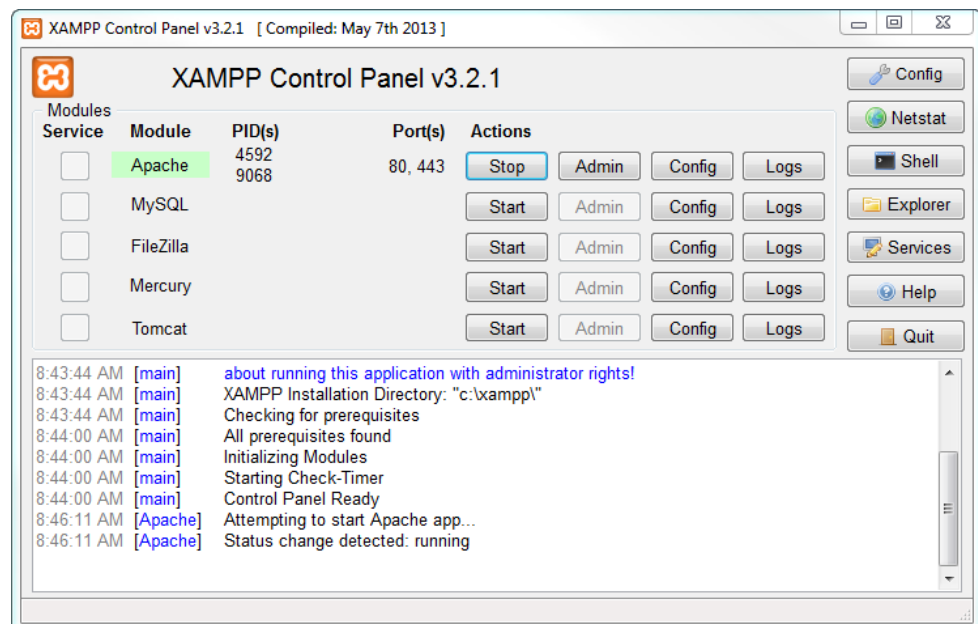 XAMPP Control Panel v3.2.1 [ Compiled: May 7th 2013 ]
XAMPP Control Panel v3.2.1
Config
Modules
Service Module PID(s) Port(s) Actions
Netstat
Apache 4592 9068 80, 443 Stop Admin Config Logs
Shell
MySQL Start Admin Config Logs
Explorer
FileZilla Start Admin Config Logs
Services
Mercury Start Admin Config Logs
Help
Tomcat Start Admin Config Logs
Quit
8:43:44 AM [main] about running this application with administrator rights!
8:43:44 AM [main] XAMPP Installation Directory: "c:\xampp\"
8:43:44 AM [main] Checking for prerequisites
8:44:00 AM [main] All prerequisites found
8:44:00 AM [main] Initializing Modules
8:44:00 AM [main] Starting Check-Timer
8:44:00 AM [main] Control Panel Ready
8:46:11 AM [Apache] Attempting to start Apache app...
8:46:11 AM [Apache] Status change detected: running